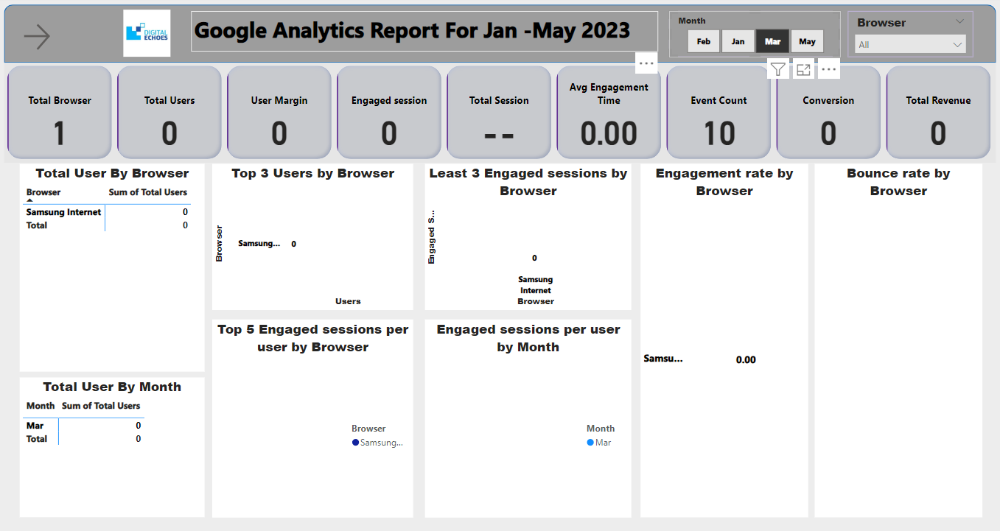 DIGITAL
ECHOES
Google Analytics Report For Jan -May 2023
Month
Feb
Jan
Mar
May
Browser
All
Total Browser
1
Total Users
0
User Margin
0
Engaged session
0
Total Session
--
Avg Engagement
Time
0.00
Event Count
10
Conversion
0
Total Revenue
0
Total User By Browser
Browser Sum of Total Users
Samsung Internet 0
Total 0
Total User By Month
Month Sum of Total Users
Mar 0
Total 0
Top 3 Users by Browser
Browser
Samsung... 0
Users
Least 3 Engaged sessions by
Browser
Engaged S...
0
Samsung
Internet
Browser
Top 5 Engaged sessions per
user by Browser
Browser
Samsung...
Engaged sessions per user
by Month
Month
Mar
Engagement rate by
Browser
Samsu... 0.00
Bounce rate by
Browser